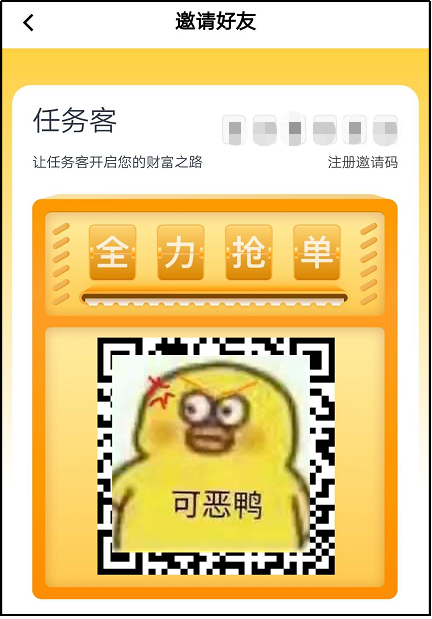 邀请好友
任务客
让任务客开启您的财富之路
注册邀请码
全力抢单
可恶鸭